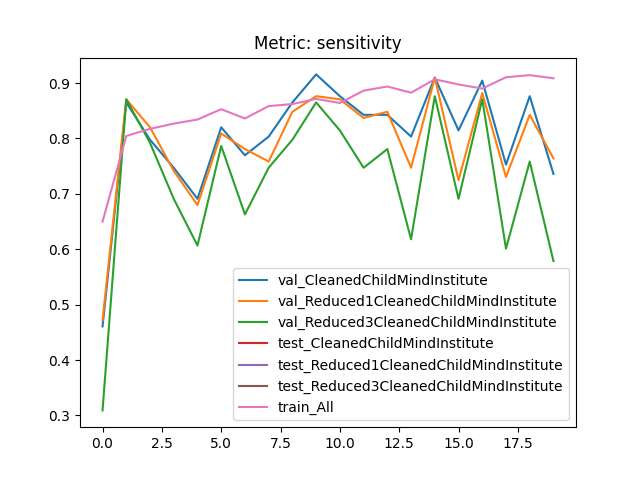 Metric: sensitivity
0.9
0.8
0.7
0.6
0.5
0.4
0.3
val_CleanedChildMindInstitute
val_Reduced1CleanedChildMindInstitute
val_Reduced3CleanedChildMindInstitute
test_CleanedChildMindInstitute
test_Reduced1CleanedChildMindInstitute
test_Reduced3CleanedChildMindInstitute
train_All
0.0 2.5 5.0 7.5 10.0 12.5 15.0 17.5